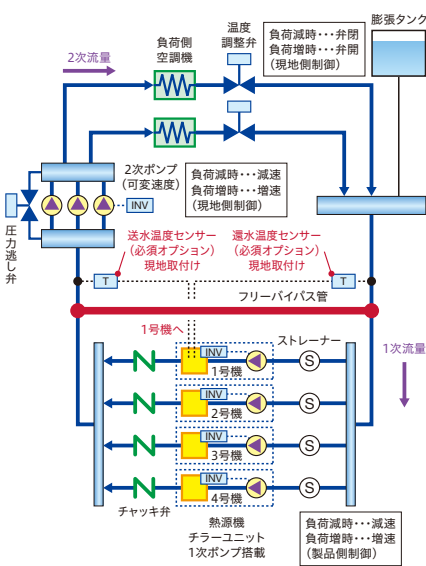 膨張タンク
負荷側
空調機
温度
調整弁
負荷減時・・・弁閉
負荷増時・・・弁開
(現地側制御)
2次流量
2次ポンプ
(可変速度)
INV
負荷減時・・・減速
負荷増時・・・増速
(現地側制御)
圧力逃し弁
送水温度センサー
(必須オプション)
現地取付け
還水温度センサー
(必須オプション)
現地取付け
T
T
フリーバイパス管
1号機へ
ストレーナー
1次流量
INV
1号機
S
INV
2号機
S
INV
3号機
S
INV
4号機
S
チャッキ弁
熱源機
チラーユニット
1次ポンプ搭載
負荷減時・・・減速
負荷増時・・・増速
(製品側制御)